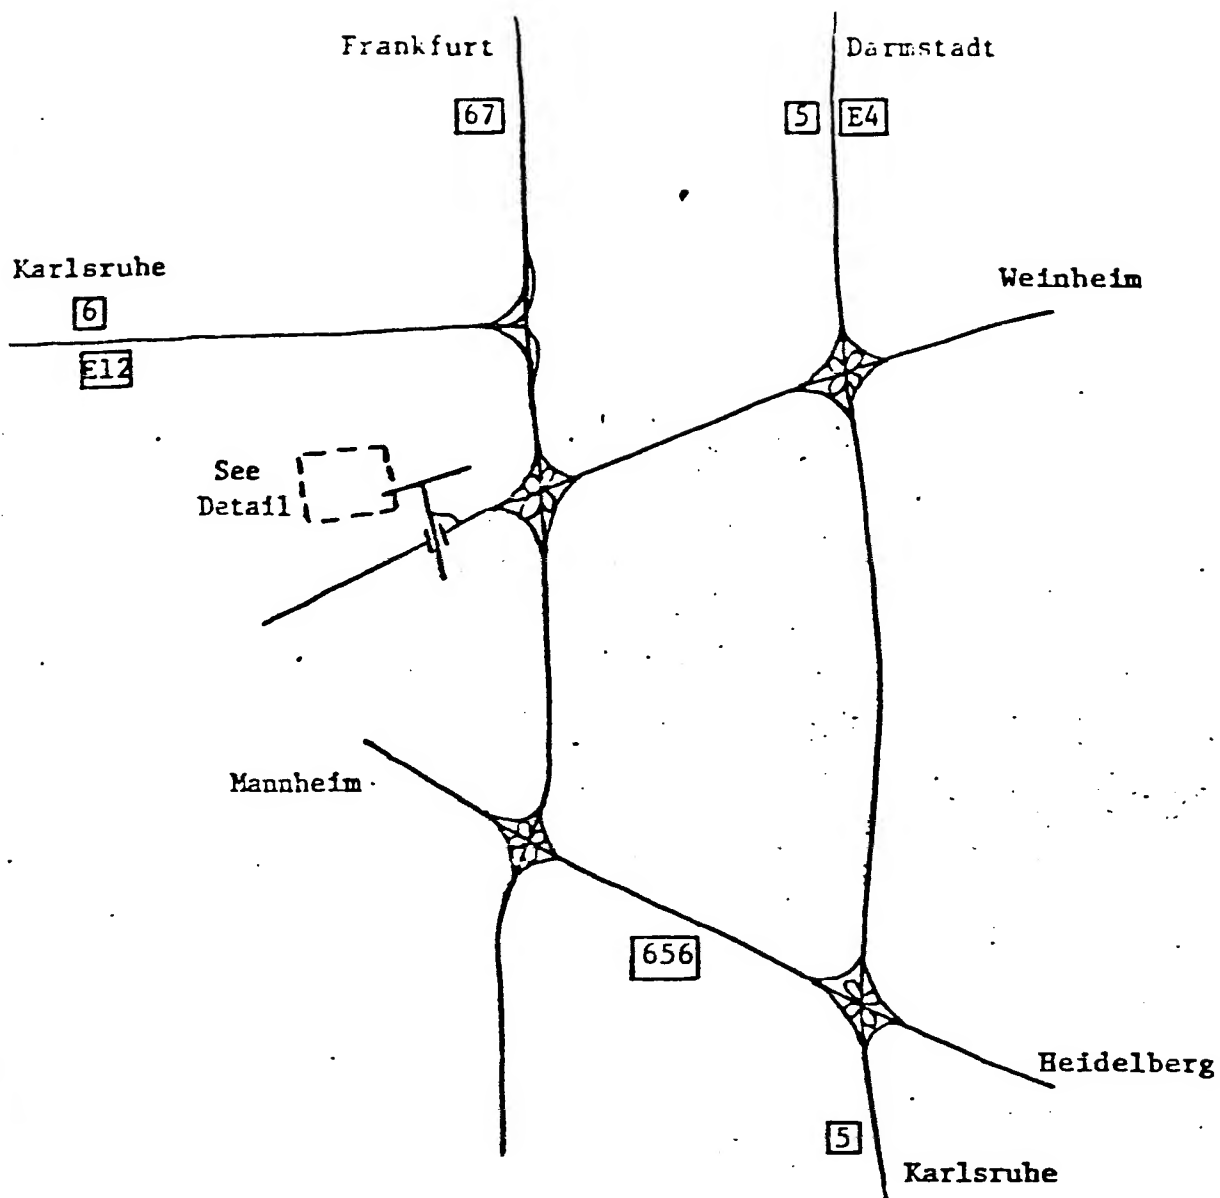 Frankfurt
Darmstadt
67
5
E4
Karlsruhe
6
E12
Weinheim
See
Detail
Mannheim
656
Heidelberg
5
Karlsruhe